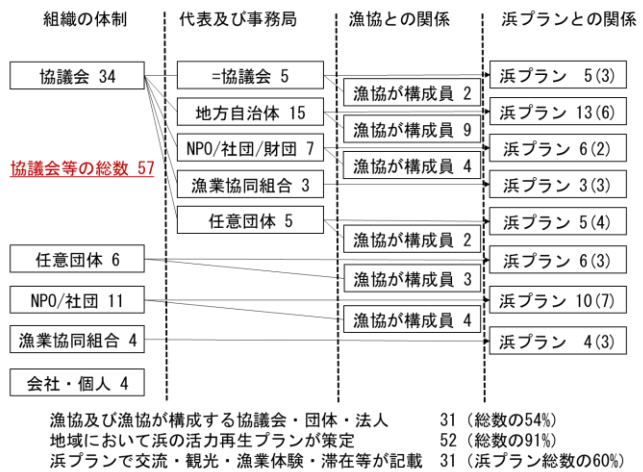 組織の体制 代表及び事務局 漁協との関係 浜プランとの関係
協議会 34 =協議会 5 浜プラン 5(3)
漁協が構成員 2
地方自治体 15 浜プラン 13(6)
漁協が構成員 9
NPO/社団/財団 7 浜プラン 6(2)
協議会等の総数 57 漁協が構成員 4
漁業協同組合 3 浜プラン 3(3)
任意団体 5 浜プラン 5(4)
漁協が構成員 2
任意団体 6 浜プラン 6(3)
漁協が構成員 3
NPO/社団 11 浜プラン 10(7)
漁協が構成員 4
漁業協同組合 4 浜プラン 4(3)
会社・個人 4
漁協及び漁協が構成する協議会・団体・法人 31(総数の54%)
地域において浜の活力再生プランが策定 52(総数の91%)
浜プランで交流・観光・漁業体験・滞在等が記載 31(浜プラン総数の60%)